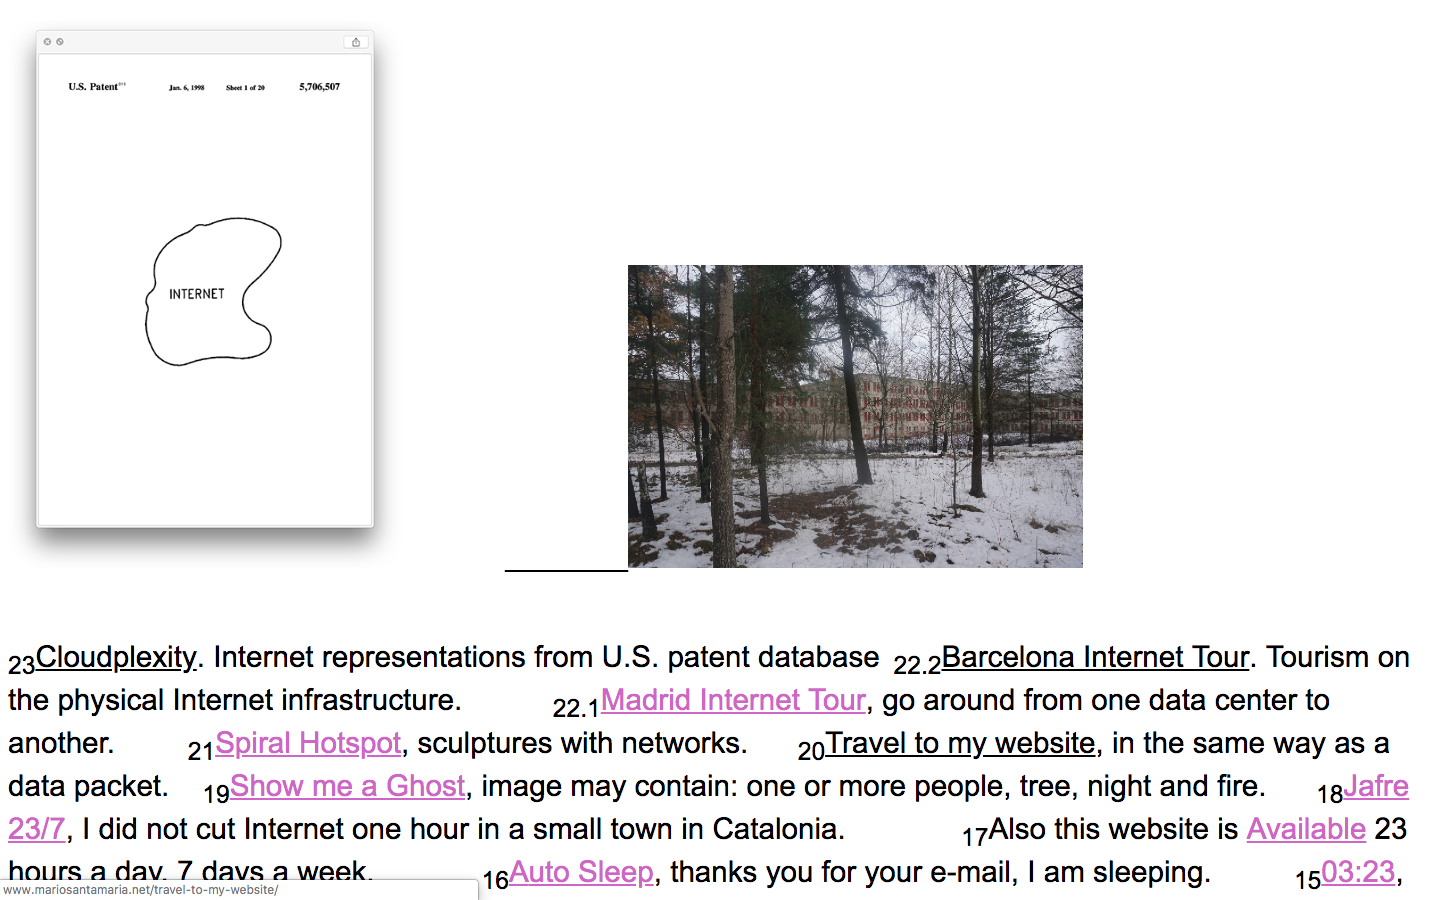 U.S. Patent Jan. 6, 1998 Sheet 1 of 20 5,706,507
INTERNET
23Cloudplexity. Internet representations from U.S. patent database 22.2Barcelona Internet Tour. Tourism on
the physical Internet infrastructure. 22.1Madrid Internet Tour, go around from one data center to
another. 21Spiral Hotspot, sculptures with networks. 20Travel to my website, in the same way as a
data packet. 19Show me a Ghost, image may contain: one or more people, tree, night and fire. 18Jafre
23/7, I did not cut Internet one hour in a small town in Catalonia. 17Also this website is Available 23
hours a day, 7 days a week. 16Auto Sleep, thanks you for your e-mail, I am sleeping. 1503:23,
www.mariosantamaria.net/travel-to-my-website/